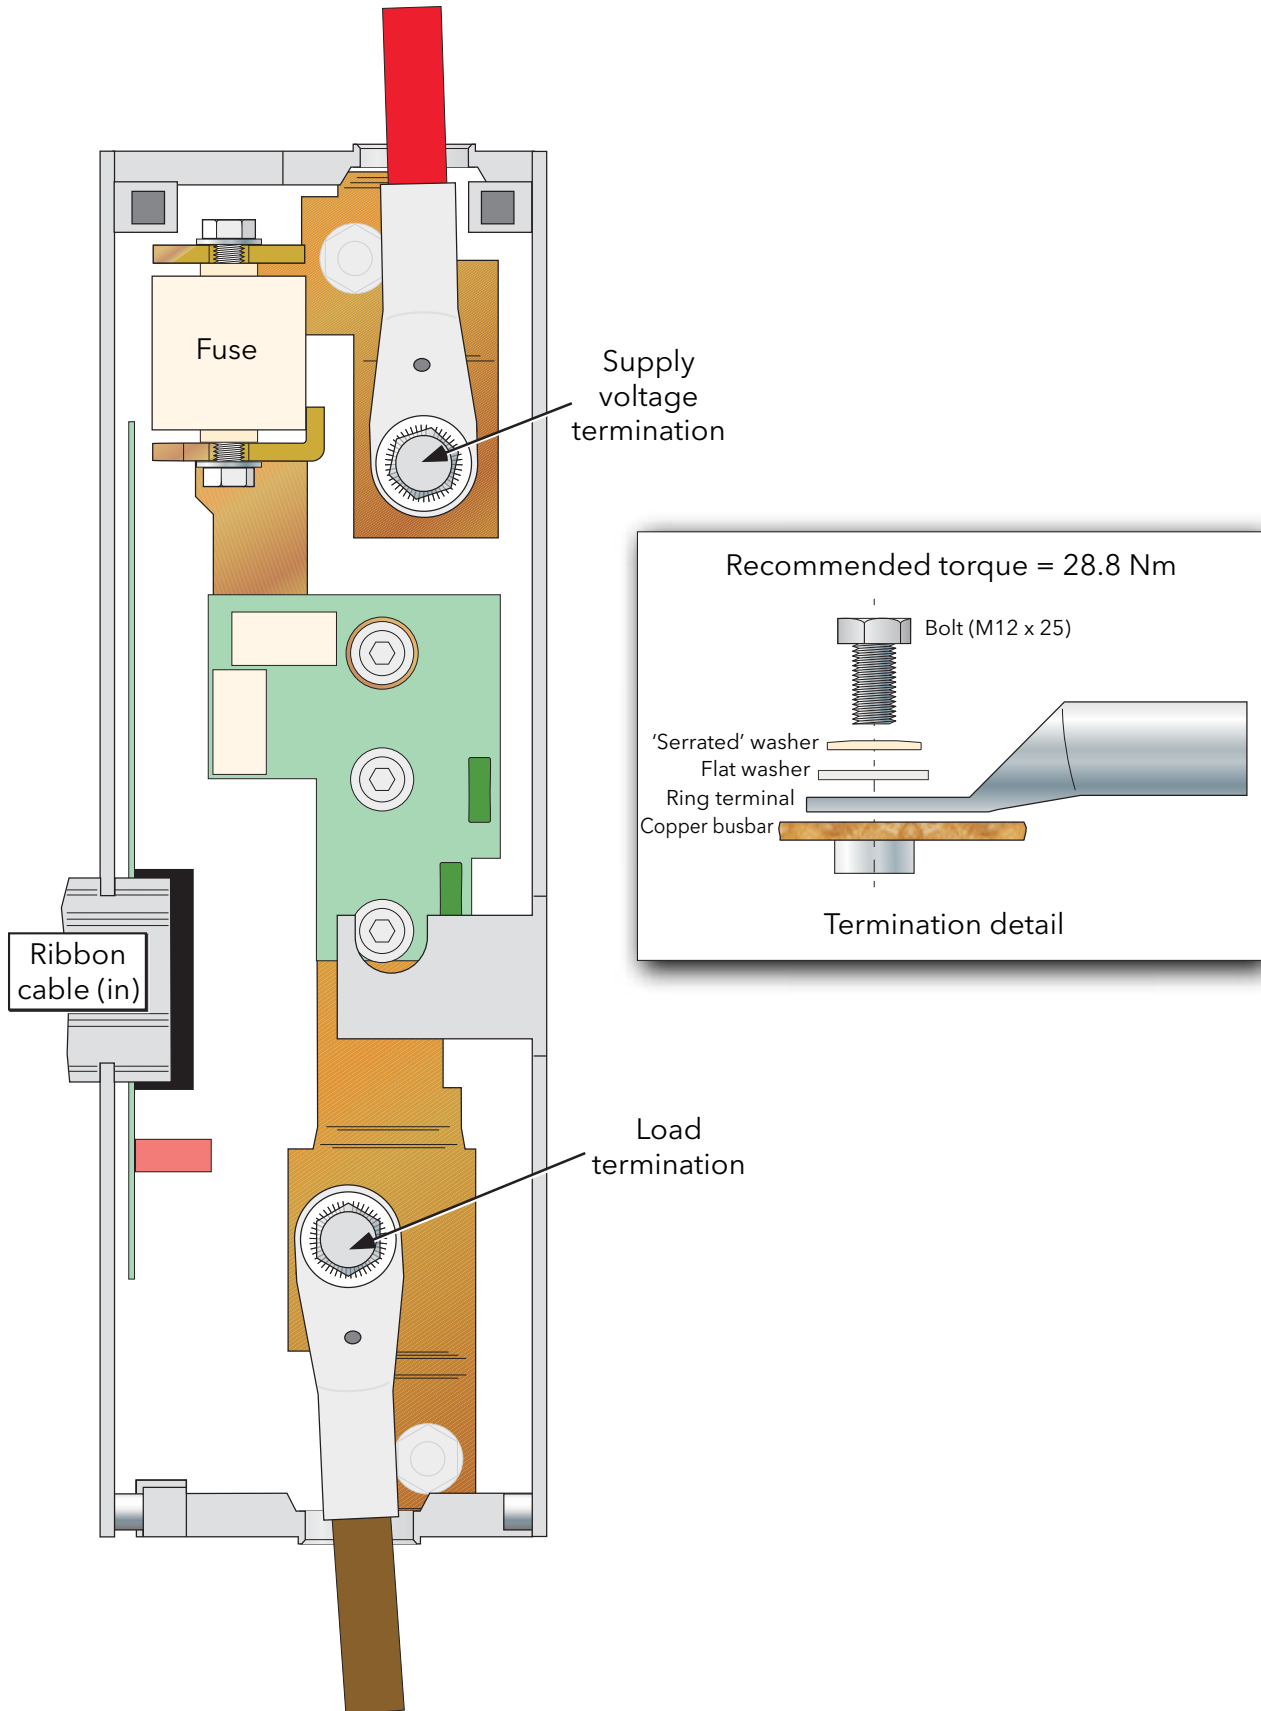 Fuse
Supply
voltage
termination
Recommended torque = 28.8 Nm
Bolt (M12 x 25)
‘Serrated’ washer
Flat washer
Ring terminal
Copper busbar
Termination detail
Ribbon
cable (in)
Load
termination